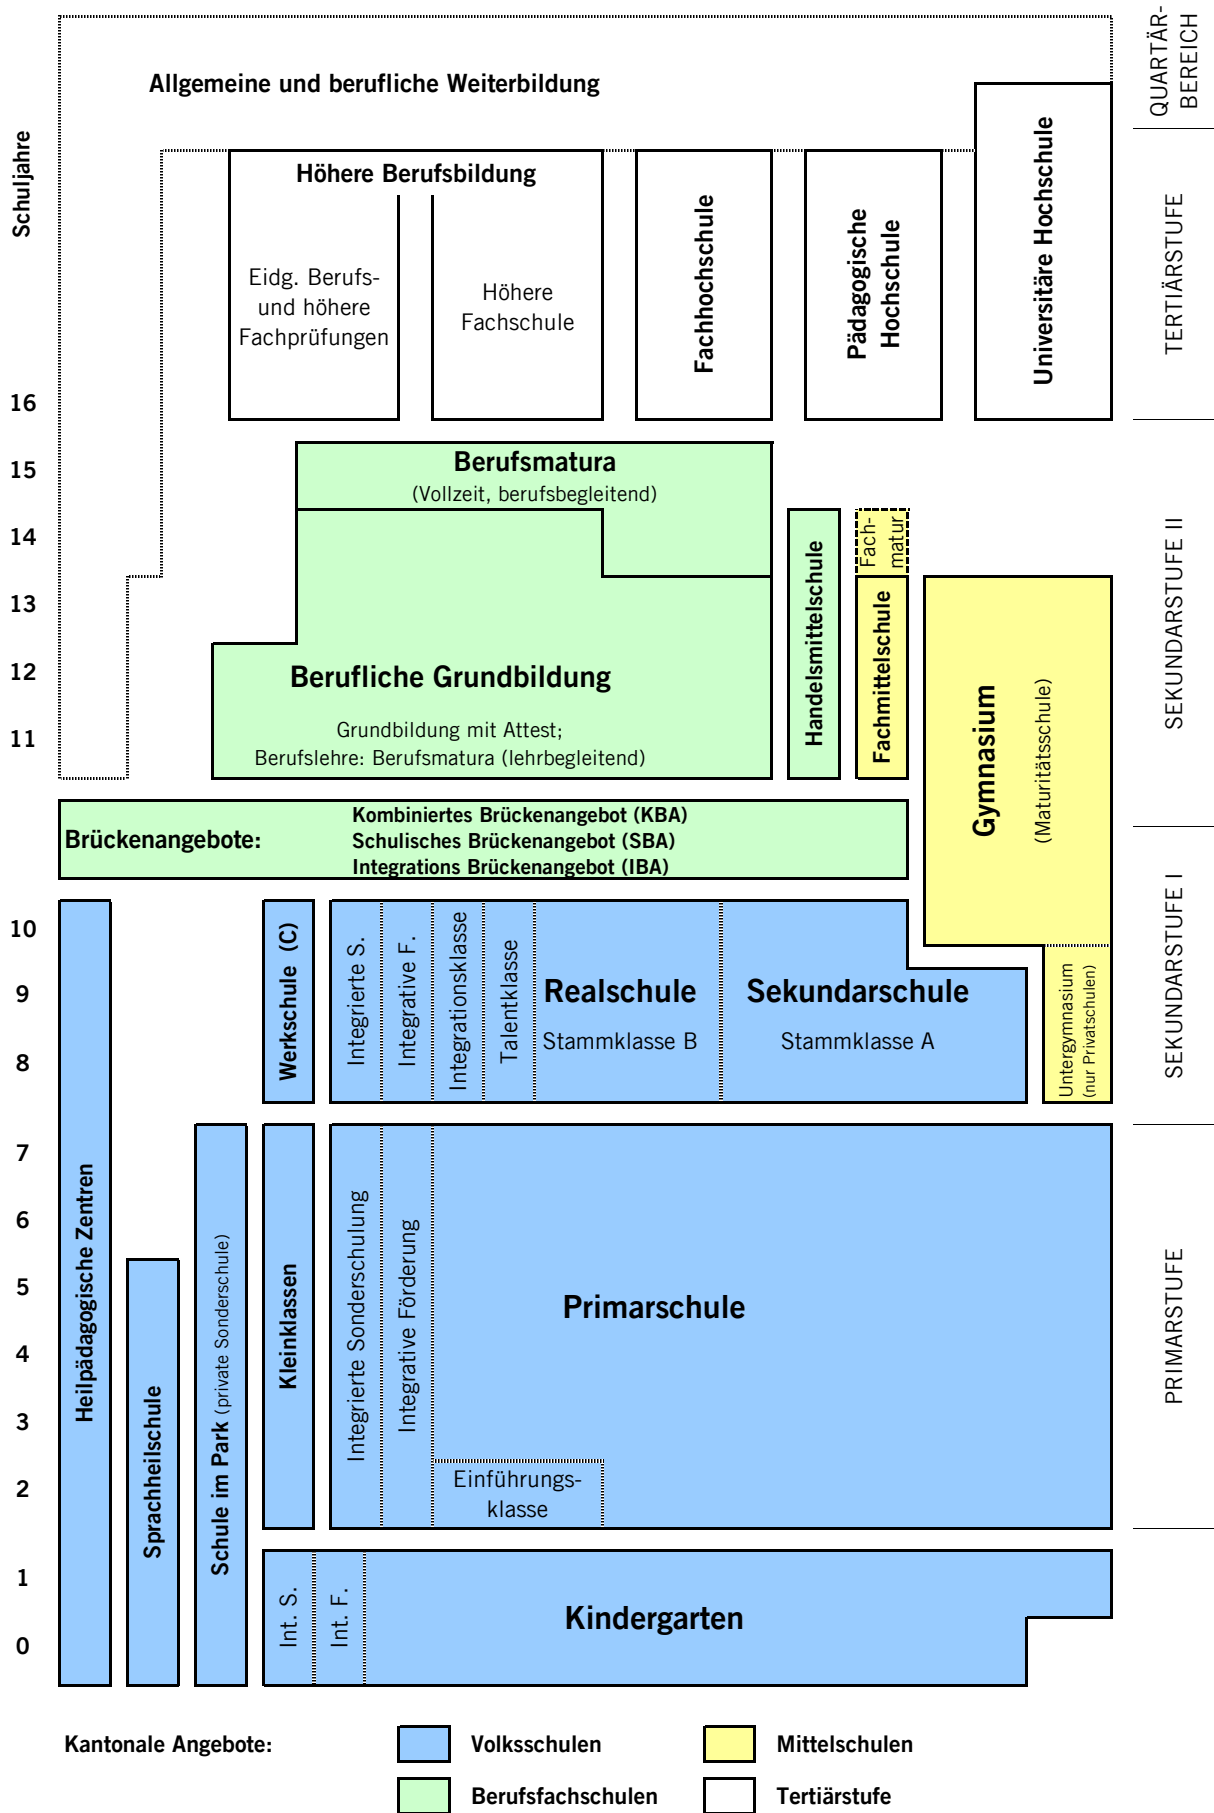 QUARTÄR-
BEREICH
Allgemeine und berufliche Weiterbildung
Schuljahre
Höhere Berufsbildung
Eidg. Berufs-
und höhere
Fachprüfungen
Höhere
Fachschule
Fachhochschule
Pädagogische
Hochschule
Universitäre Hochschule
TERTIÄRSTUFE
16
15
14
13
12
11
Berufsmatura
(Vollzeit, berufsbegleitend)
Berufliche Grundbildung
Grundbildung mit Attest;
Berufslehre: Berufsmatura (lehrbegleitend)
Handelsmittelschule
Fach-
matur
Fachmittelschule
Gymnasium
(Maturitätsschule)
SEKUNDARSTUFE II
Brückenangebote:
Kombiniertes Brückenangebot (KBA)
Schulisches Brückenangebot (SBA)
Integrations Brückenangebot (IBA)
10
9
8
Werkschule (C)
Integrierte S.
Integrative F.
Integrationsklasse
Talentklasse
Realschule
Stammklasse B
Sekundarschule
Stammklasse A
Untergymnasium
(nur Privatschulen)
SEKUNDARSTUFE I
7
6
5
4
3
2
Heilpädagogische Zentren
Sprachheilschule
Schule im Park (private Sonderschule)
Kleinklassen
Integrierte Sonderschulung
Integrative Förderung
Primarschule
Einführungs-
klasse
PRIMARSTUFE
1
0
Int. S.
Int. F.
Kindergarten
Kantonale Angebote:
Volksschulen
Mittelschulen
Berufsfachschulen
Tertiärstufe